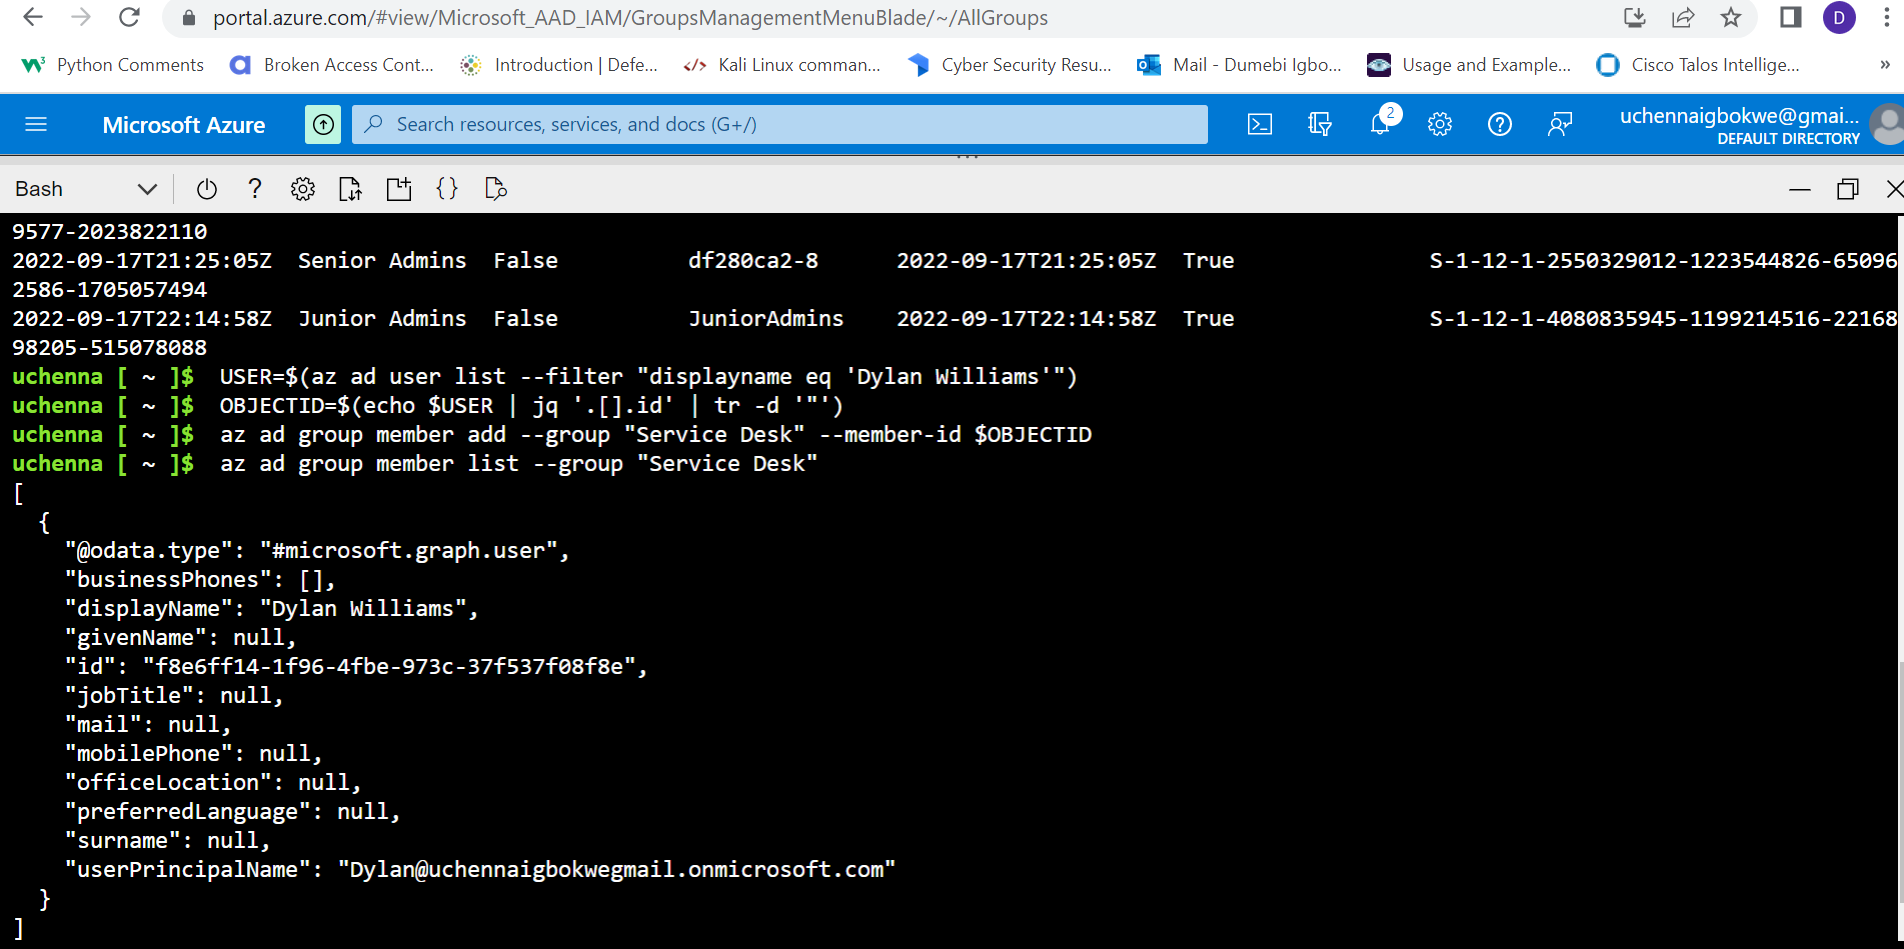 portal.azure.com/#view/Microsoft_AAD_IAM/GroupsManagementMenuBlade/~/AllGroups
D
W3 Python Comments Broken Access Cont... Introduction | Defe... </> Kali Linux comman... Cyber Security Resu... Mail - Dumebi Igbo... Usage and Example... Cisco Talos Intellige... »
Microsoft Azure
Search resources, services, and docs (G+/)
2
uchennaigbokwe@gmai...
DEFAULT DIRECTORY
Bash ? {}
9577-2023822110
2022-09-17T21:25:05Z Senior Admins False df280ca2-8 2022-09-17T21:25:05Z True S-1-12-1-2550329012-1223544826-65096
2586-1705057494
2022-09-17T22:14:58Z Junior Admins False JuniorAdmins 2022-09-17T22:14:58Z True S-1-12-1-4080835945-1199214516-22168
98205-515078088
uchenna [ ~ ]$ USER=$(az ad user list --filter "displayname eq 'Dylan Williams'")
uchenna [ ~ ]$ OBJECTID=$(echo $USER | jq '.[].id' | tr -d '"')
uchenna [ ~ ]$ az ad group member add --group "Service Desk" --member-id $OBJECTID
uchenna [ ~ ]$ az ad group member list --group "Service Desk"
[
{
"@odata.type": "#microsoft.graph.user",
"businessPhones": [],
"displayName": "Dylan Williams",
"givenName": null,
"id": "f8e6ff14-1f96-4fbe-973c-37f537f08f8e",
"jobTitle": null,
"mail": null,
"mobilePhone": null,
"officeLocation": null,
"preferredLanguage": null,
"surname": null,
"userPrincipalName": "Dylan@uchennaigbokwegmail.onmicrosoft.com"
}
]